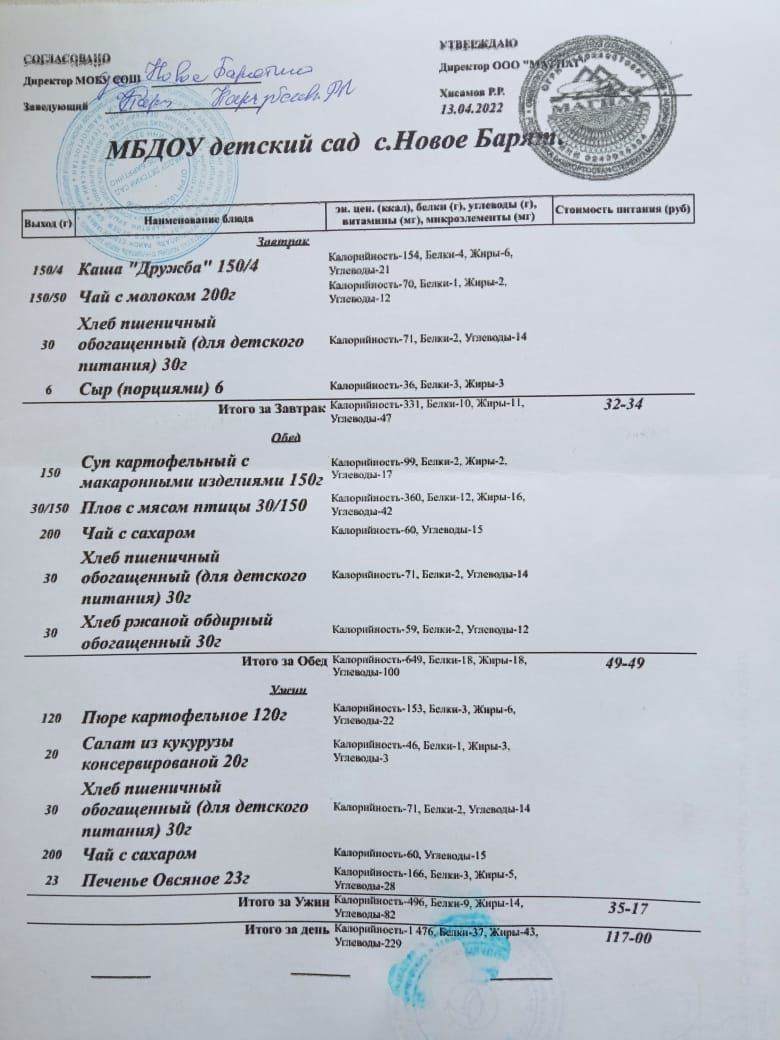 СОГЛАСОВАНО
УТВЕРЖДАЮ
Директор МОБУ СОШ Новое Барятино
Директор ООО "МАГНАТ"
Заведующий
Хисамов Р.Р.
13.04.2022
МАГНАТ
МБДОУ детский сад с.Новое Барят.
Выход (г) Наименование блюда эн. цен. (ккал), белки (г), углеводы (г), витамины (мг), микроэлементы (мг) Стоимость питания (руб)
Завтрак
150/4 Каша "Дружба" 150/4 Калорийность-154, Белки-4, Жиры-6,
Углеводы-21
150/50 Чай с молоком 200г Калорийность-70, Белки-1, Жиры-2,
Углеводы-12
Хлеб пшеничный
30 обогащенный (для детского Калорийность-71, Белки-2, Углеводы-14
питания) 30г
6 Сыр (порциями) 6 Калорийность-36, Белки-3, Жиры-3
Итого за Завтрак Калорийность-331, Белки-10, Жиры-11, 32-34
Углеводы-47
Обед
150 Суп картофельный с Калорийность-99, Белки-2, Жиры-2,
макаронными изделиями 150г Углеводы-17
30/150 Плов с мясом птицы 30/150 Калорийность-360, Белки-12, Жиры-16,
Углеводы-42
200 Чай с сахаром Калорийность-60, Углеводы-15
Хлеб пшеничный
30 обогащенный (для детского Калорийность-71, Белки-2, Углеводы-14
питания) 30г
30 Хлеб ржаной обдирный Калорийность-59, Белки-2, Углеводы-12
обогащенный 30г
Итого за Обед Калорийность-649, Белки-18, Жиры-18, 49-49
Углеводы-100
Ужин
120 Пюре картофельное 120г Калорийность-153, Белки-3, Жиры-6,
Углеводы-22
20 Салат из кукурузы Калорийность-46, Белки-1, Жиры-3,
консервированой 20г Углеводы-3
Хлеб пшеничный
30 обогащенный (для детского Калорийность-71, Белки-2, Углеводы-14
питания) 30г
200 Чай с сахаром Калорийность-60, Углеводы-15
23 Печенье Овсяное 23г Калорийность-166, Белки-3, Жиры-5,
Углеводы-28
Итого за Ужин Калорийность-496, Белки-9, Жиры-14, 35-17
Углеводы-82
Итого за день Калорийность-1 476, Белки-37, Жиры-43, 117-00
Углеводы-229